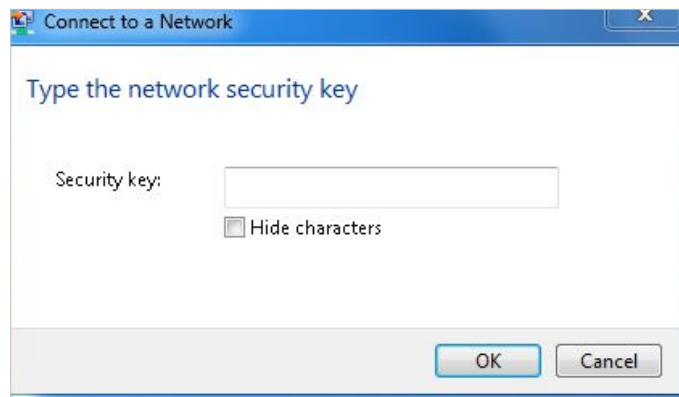 Connect to a Network
X
Type the network security key
Security key:
Hide characters
OK Cancel